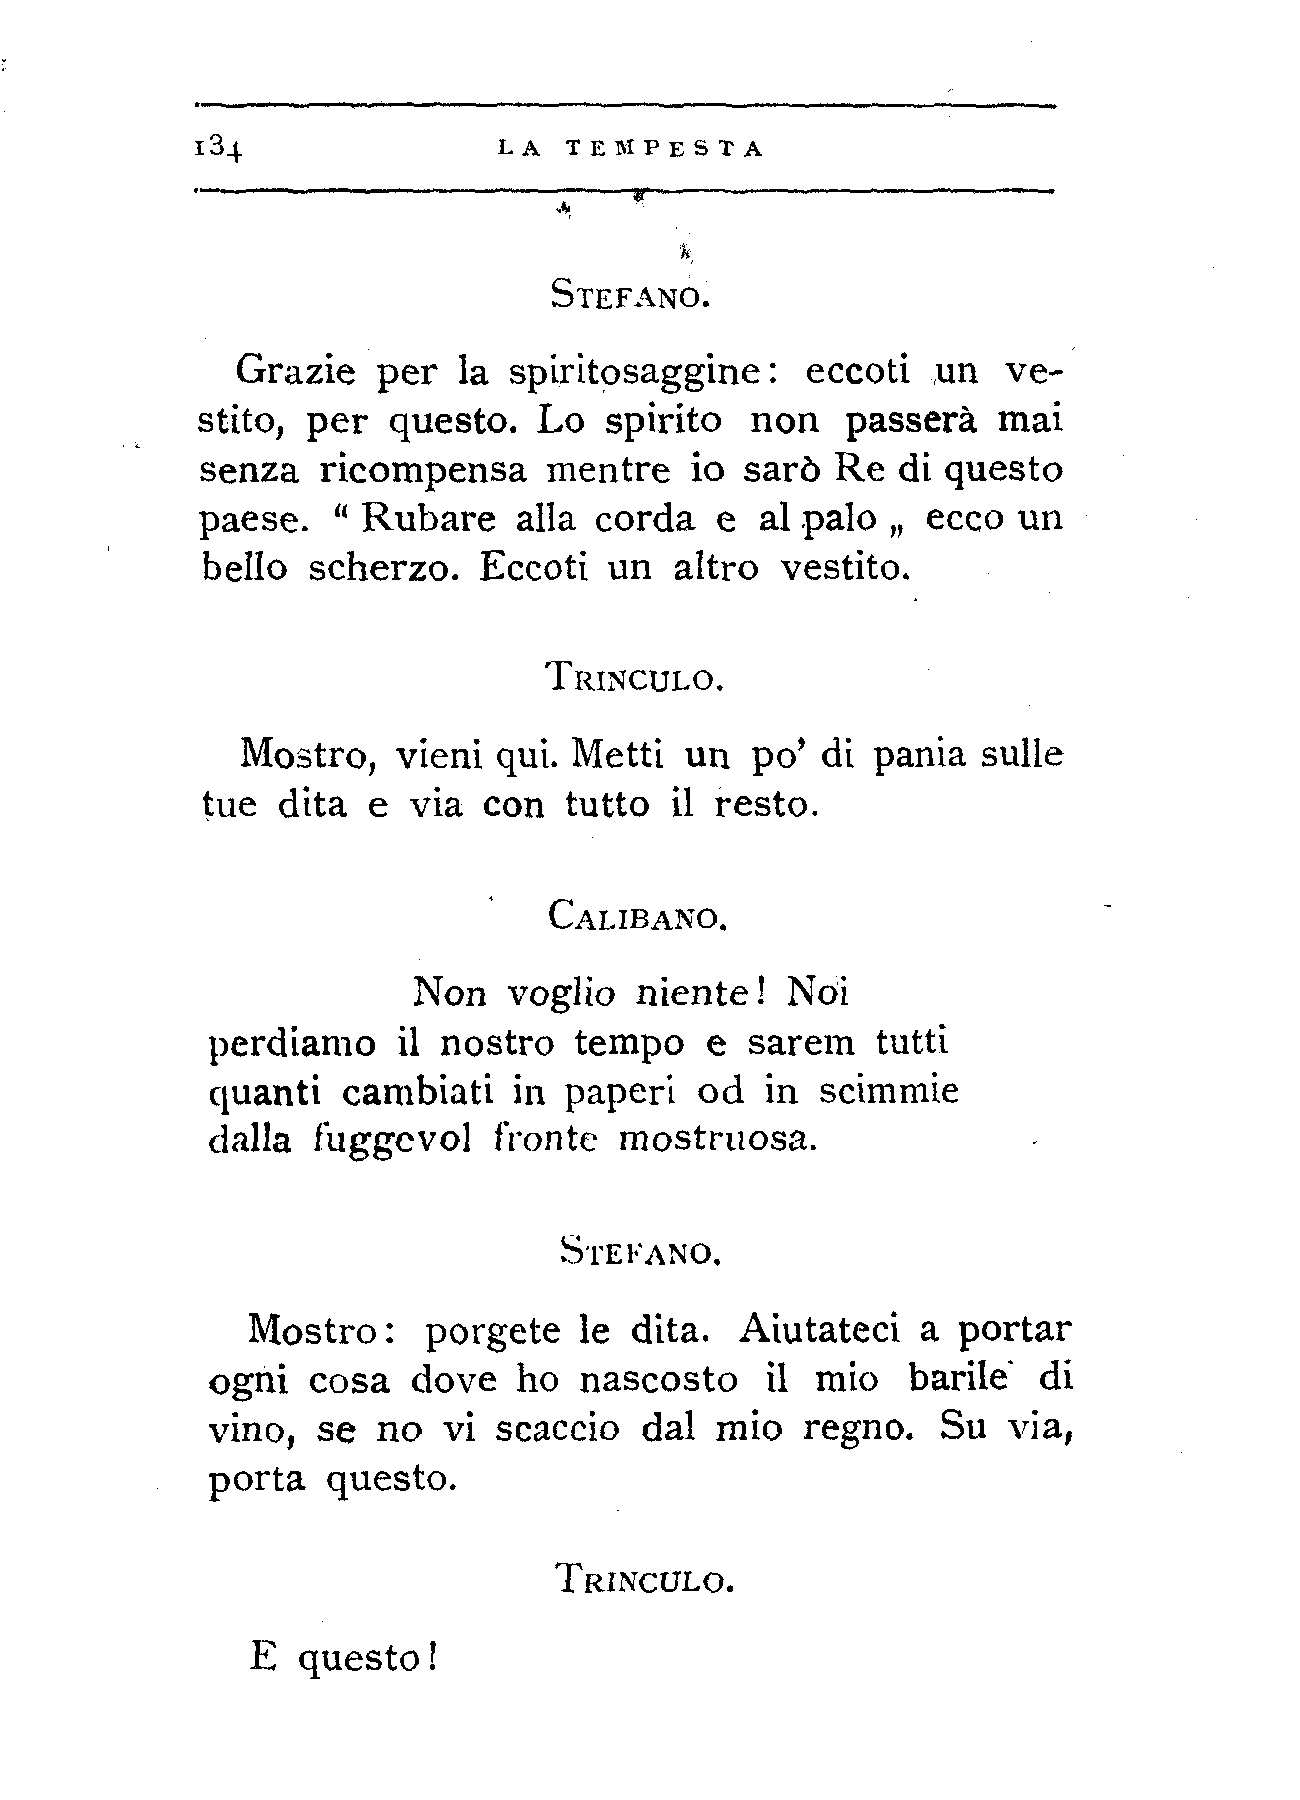 134 LA TEMPESTA
STEFANO.
Grazie per la spiritosaggine: eccoti un ve-
stito, per questo. Lo spirito non passerà mai
senza ricompensa mentre io sarò Re di questo
paese. “ Rubare alla corda e al palo „ ecco un
bello scherzo. Eccoti un altro vestito.
TRINCULO.
Mostro, vieni qui. Metti un po’ di pania sulle
tue dita e via con tutto il resto.
CALIBANO.
Non voglio niente! Noi
perdiamo il nostro tempo e sarem tutti
quanti cambiati in paperi od in scimmie
dalla fuggevol fronte mostruosa.
STEFANO.
Mostro: porgete le dita. Aiutateci a portar
ogni cosa dove ho nascosto il mio barile di
vino, se no vi scaccio dal mio regno. Su via,
porta questo.
TRINCULO.
E questo!